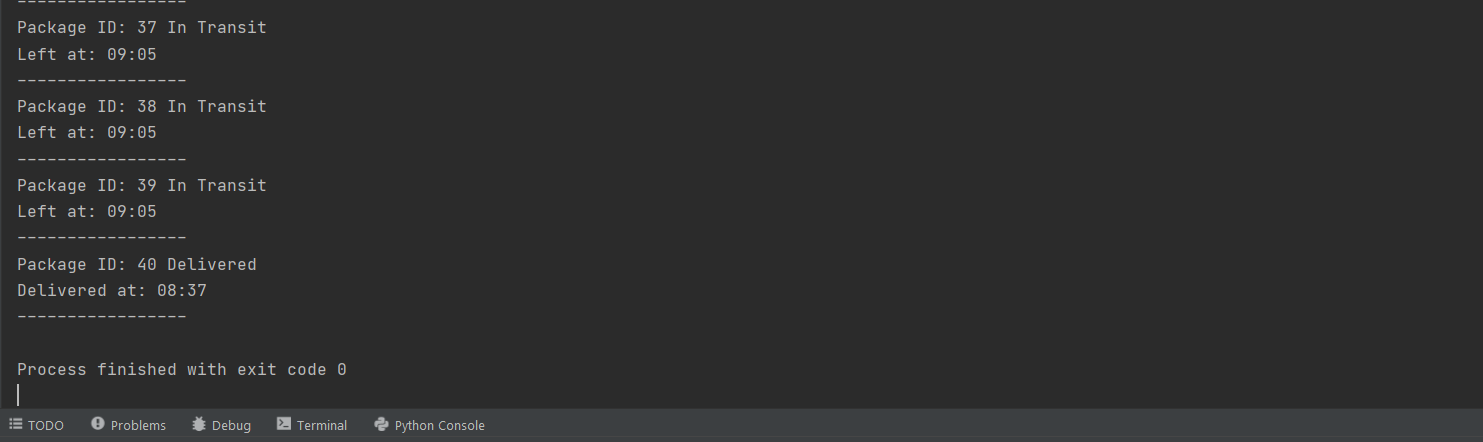 -----------------
Package ID: 37 In Transit
Left at: 09:05
-----------------
Package ID: 38 In Transit
Left at: 09:05
-----------------
Package ID: 39 In Transit
Left at: 09:05
-----------------
Package ID: 40 Delivered
Delivered at: 08:37
-----------------
Process finished with exit code 0
TODO Problems Debug Terminal Python Console